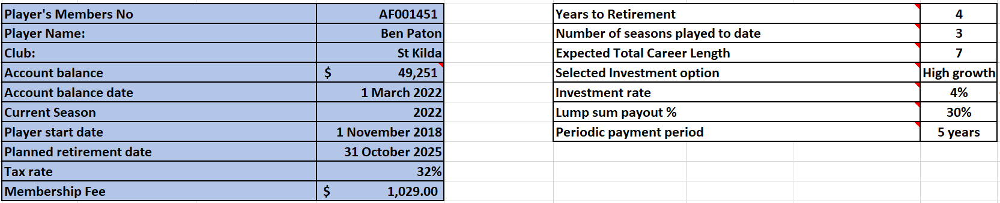 Player's Members No AF001451
Player Name: Ben Paton
Club: St Kilda
Account balance $ 49,251
Account balance date 1 March 2022
Current Season 2022
Player start date 1 November 2018
Planned retirement date 31 October 2025
Tax rate 32%
Membership Fee $ 1,029.00
Years to Retirement 4
Number of seasons played to date 3
Expected Total Career Length 7
Selected Investment option High growth
Investment rate 4%
Lump sum payout % 30%
Periodic payment period 5 years